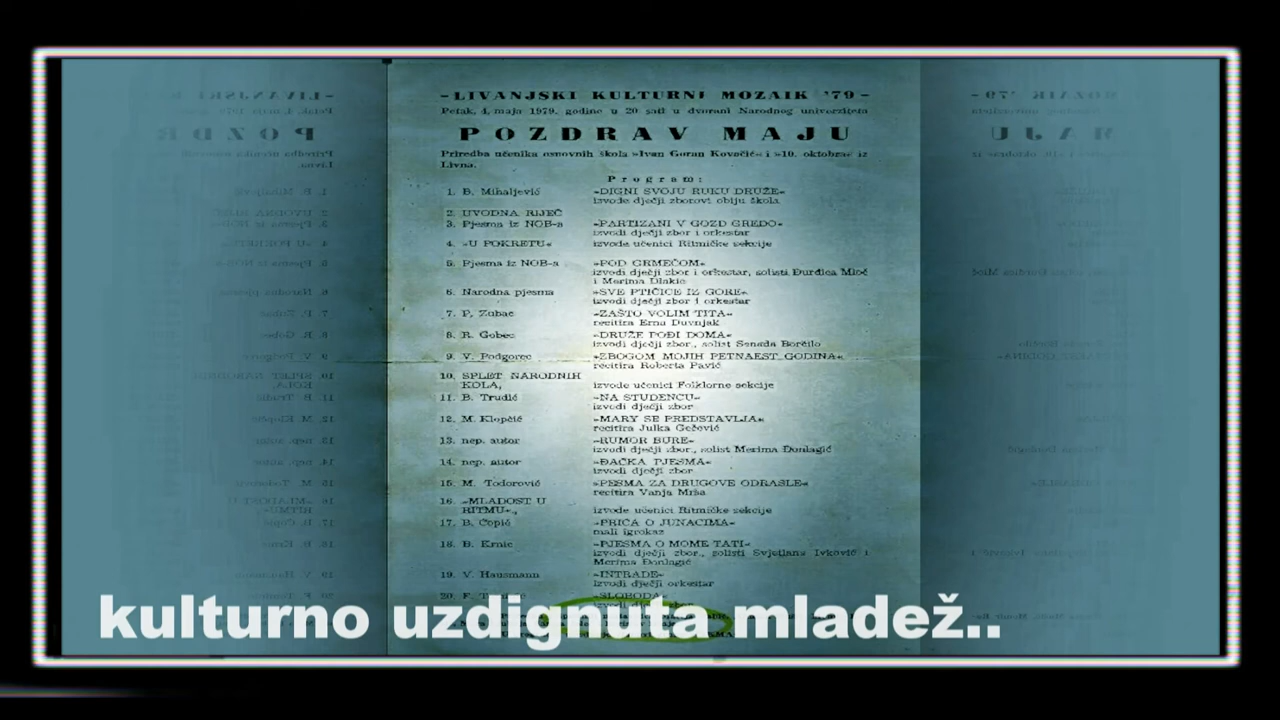 -LIVANJSKI KULTURNI MOZAIK '79-
Petak, 4. maja 1979. godine u 20 sati u dvorani Narodnog univerziteta
POZDRAV MAJU
Priredba učenika osnovnih škola »Ivan Goran Kovačić« i »10. oktobra« iz
Livna.
Program:
1. B. Mihaljević »DIGNI SVOJU RUKU DRUŽE«
izvode dječji zborovi obiju škola
2. UVODNA RIJEČ
3. Pjesma iz NOB-a »PARTIZANI V GOZD GREDO«
izvodi dječji zbor i orkestar
4. »U POKRETU« izvode učenici Ritmičke sekcije
5. Pjesma iz NOB-a »POD GRMEČOM«
izvodi dječji zbor i orkestar, solisti Đurđica Mioč
i Merima Dlakić
6. Narodna pjesma »SVE PTIČICE IZ GORE«
izvodi dječji zbor i orkestar
7. P. Zubac »ZAŠTO VOLIM TITA«
recitira Erna Duvnjak
8. R. Gobec »DRUŽE POĐI DOMA«
izvodi dječji zbor., solist Senada Borčilo
9. V. Podgorec »ZBOGOM MOJIH PETNAEST GODINA«
recitira Roberta Pavić
10. SPLET NARODNIH
KOLA, izvode učenici Folklorne sekcije
11. B. Trudić »NA STUDENCU«
izvodi dječji zbor
12. M. Klopčić »MARY SE PREDSTAVLJA«
recitira Julka Gečević
13. nep. autor »RUMOR BURE«
izvodi dječji zbor., solist Merima Đonlagić
14. nep. autor »ĐAČKA PJESMA«
izvodi dječji zbor
15. M. Todorović »PESMA ZA DRUGOVE ODRASLE«
recitira Vanja Mrša
16. »MLADOST U
RITMU«, izvode učenici Ritmičke sekcije
17. B. Ćopić »PRIČA O JUNACIMA«
mali igrokaz
18. B. Krnic »PJESMA O MOME TATI«
izvodi dječji zbor., solisti Svjetlana Ivković i
Merima Đonlagić
19. V. Hausmann »INTRADE«
izvodi dječji orkestar
20. F. »SLOBODA«
kulturno uzdignuta mladež..